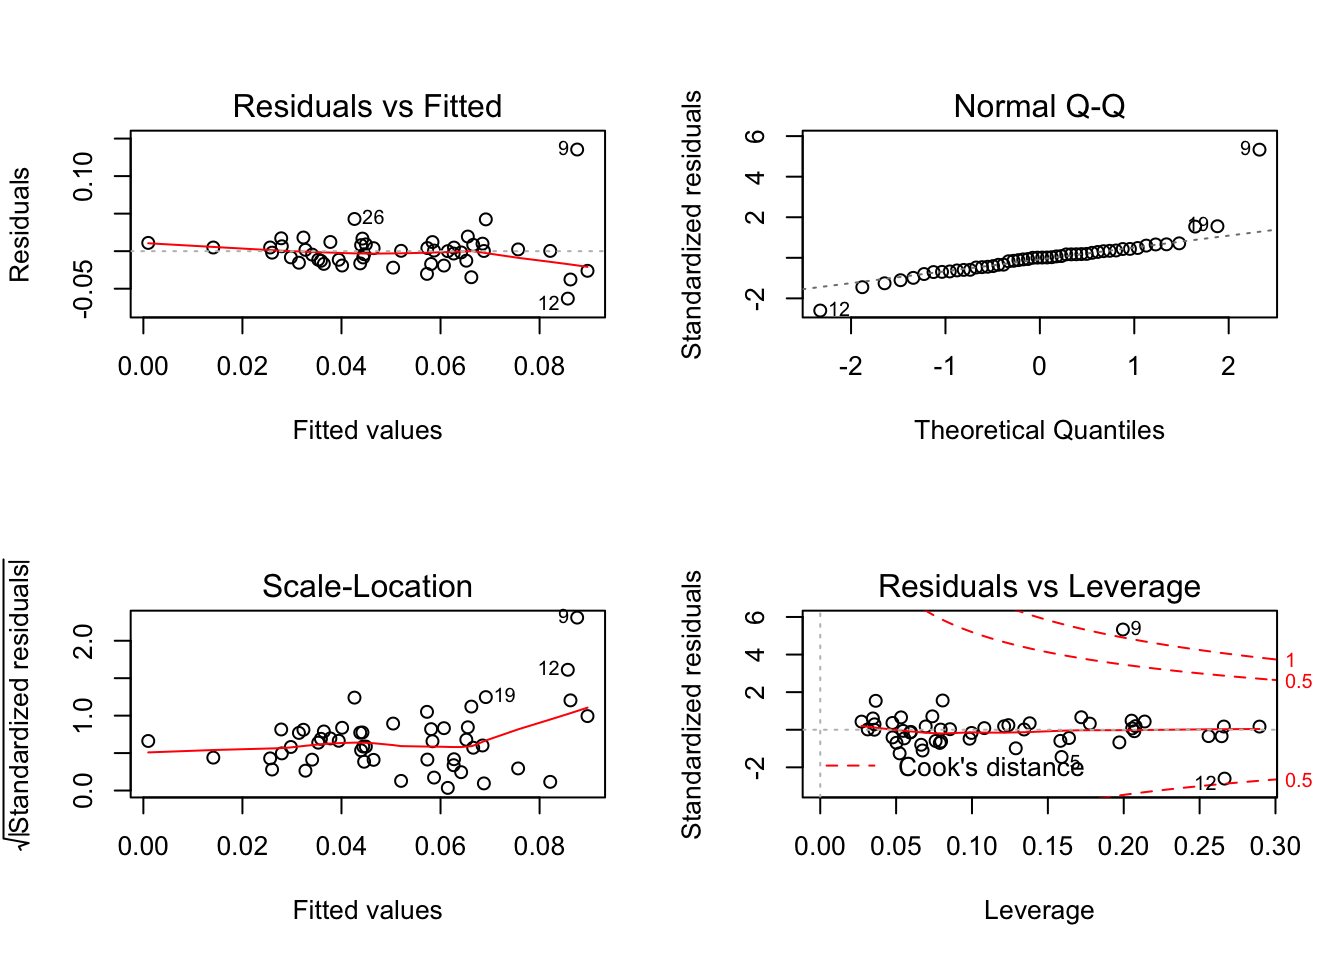 Residuals vs Fitted
Residuals
0.10
-0.05
9
26
12
0.00 0.02 0.04 0.06 0.08
Fitted values
Normal Q-Q
Standardized residuals
6
4
2
-2
9
19
12
-2 -1 0 1 2
Theoretical Quantiles
Scale-Location
√|Standardized residuals|
2.0
1.0
0.0
9
12
19
0.00 0.02 0.04 0.06 0.08
Fitted values
Residuals vs Leverage
Standardized residuals
6
4
2
-2
9
1
0.5
5
Cook's distance
12
0.5
0.00 0.05 0.10 0.15 0.20 0.25 0.30
Leverage